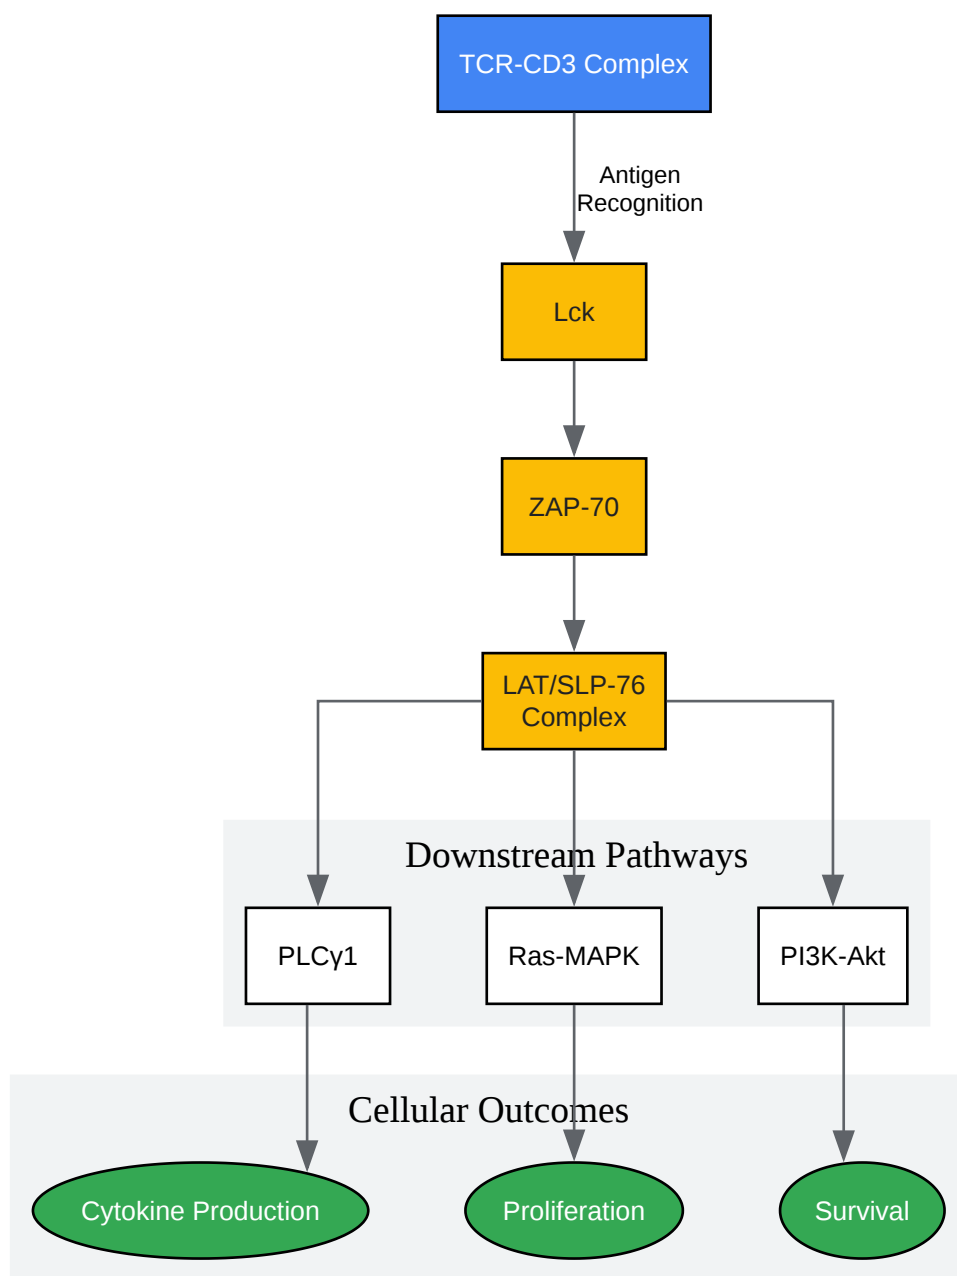 TCR-CD3 Complex
Antigen
Recognition
Lck
ZAP-70
LAT/SLP-76
Complex
Downstream Pathways
PLCγ1
Ras-MAPK
PI3K-Akt
Cellular Outcomes
Cytokine Production
Proliferation
Survival